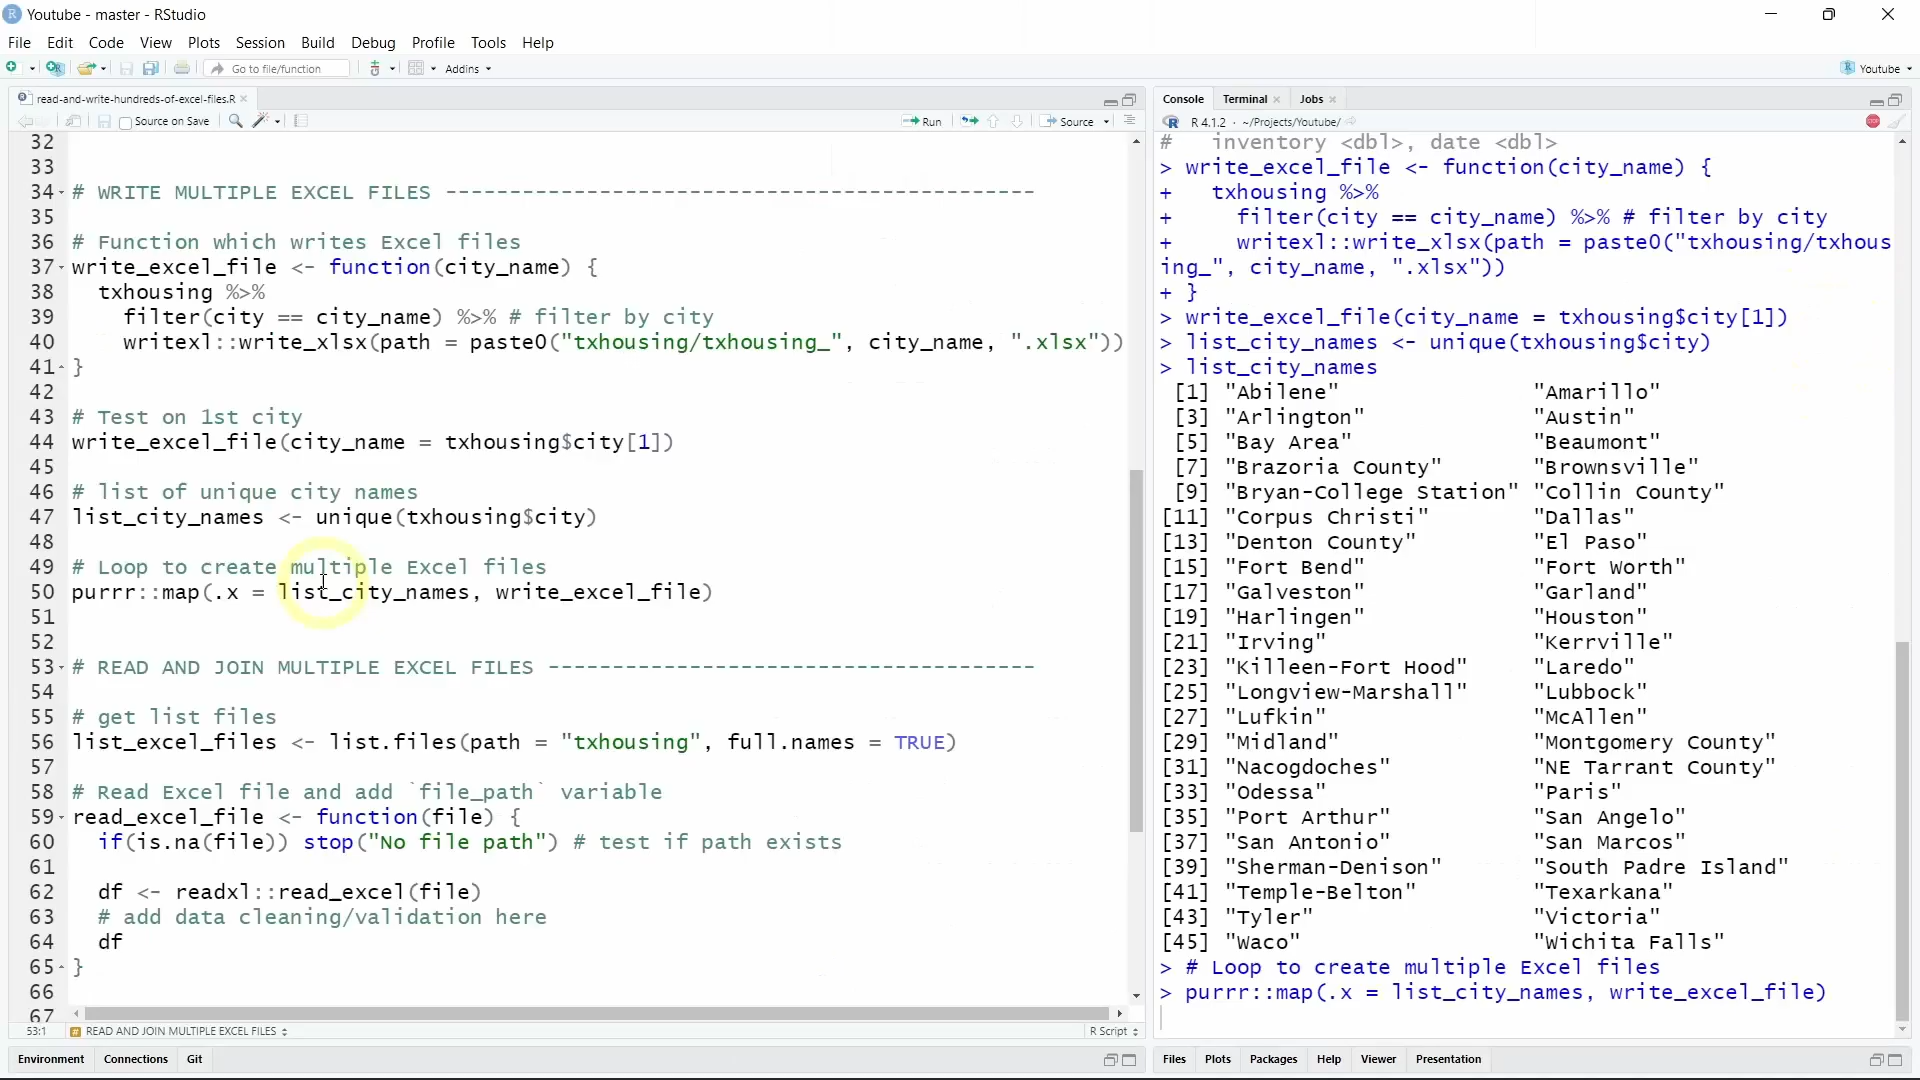 Youtube - master - RStudio
File Edit Code View Plots Session Build Debug Profile Tools Help
Go to file/function Addins Youtube
read-and-write-hundreds-of-excel-files.R
Source on Save Run Source
32
33
34 # WRITE MULTIPLE EXCEL FILES ----------------------------------------------
35
36 # Function which writes Excel files
37 write_excel_file <- function(city_name) {
38 txhousing %>%
39 filter(city == city_name) %>% # filter by city
40 writexl::write_xlsx(path = paste0("txhousing/txhousing_", city_name, ".xlsx"))
41 }
42
43 # Test on 1st city
44 write_excel_file(city_name = txhousing$city[1])
45
46 # list of unique city names
47 list_city_names <- unique(txhousing$city)
48
49 # Loop to create multiple Excel files
50 purrr::map(.x = list_city_names, write_excel_file)
51
52
53 # READ AND JOIN MULTIPLE EXCEL FILES --------------------------------------
54
55 # get list files
56 list_excel_files <- list.files(path = "txhousing", full.names = TRUE)
57
58 # Read Excel file and add `file_path` variable
59 read_excel_file <- function(file) {
60 if(is.na(file)) stop("No file path") # test if path exists
61
62 df <- readxl::read_excel(file)
63 # add data cleaning/validation here
64 df
65 }
66
67
53:1 READ AND JOIN MULTIPLE EXCEL FILES R Script
Environment Connections Git
Console Terminal Jobs
R 4.1.2 · ~/Projects/Youtube/
# inventory <dbl>, date <dbl>
> write_excel_file <- function(city_name) {
+ txhousing %>%
+ filter(city == city_name) %>% # filter by city
+ writexl::write_xlsx(path = paste0("txhousing/txhous
ing_", city_name, ".xlsx"))
+ }
> write_excel_file(city_name = txhousing$city[1])
> list_city_names <- unique(txhousing$city)
> list_city_names
[1] "Abilene" "Amarillo"
[3] "Arlington" "Austin"
[5] "Bay Area" "Beaumont"
[7] "Brazoria County" "Brownsville"
[9] "Bryan-College Station" "Collin County"
[11] "Corpus Christi" "Dallas"
[13] "Denton County" "El Paso"
[15] "Fort Bend" "Fort Worth"
[17] "Galveston" "Garland"
[19] "Harlingen" "Houston"
[21] "Irving" "Kerrville"
[23] "Killeen-Fort Hood" "Laredo"
[25] "Longview-Marshall" "Lubbock"
[27] "Lufkin" "McAllen"
[29] "Midland" "Montgomery County"
[31] "Nacogdoches" "NE Tarrant County"
[33] "Odessa" "Paris"
[35] "Port Arthur" "San Angelo"
[37] "San Antonio" "San Marcos"
[39] "Sherman-Denison" "South Padre Island"
[41] "Temple-Belton" "Texarkana"
[43] "Tyler" "Victoria"
[45] "Waco" "Wichita Falls"
> # Loop to create multiple Excel files
> purrr::map(.x = list_city_names, write_excel_file)
Files Plots Packages Help Viewer Presentation